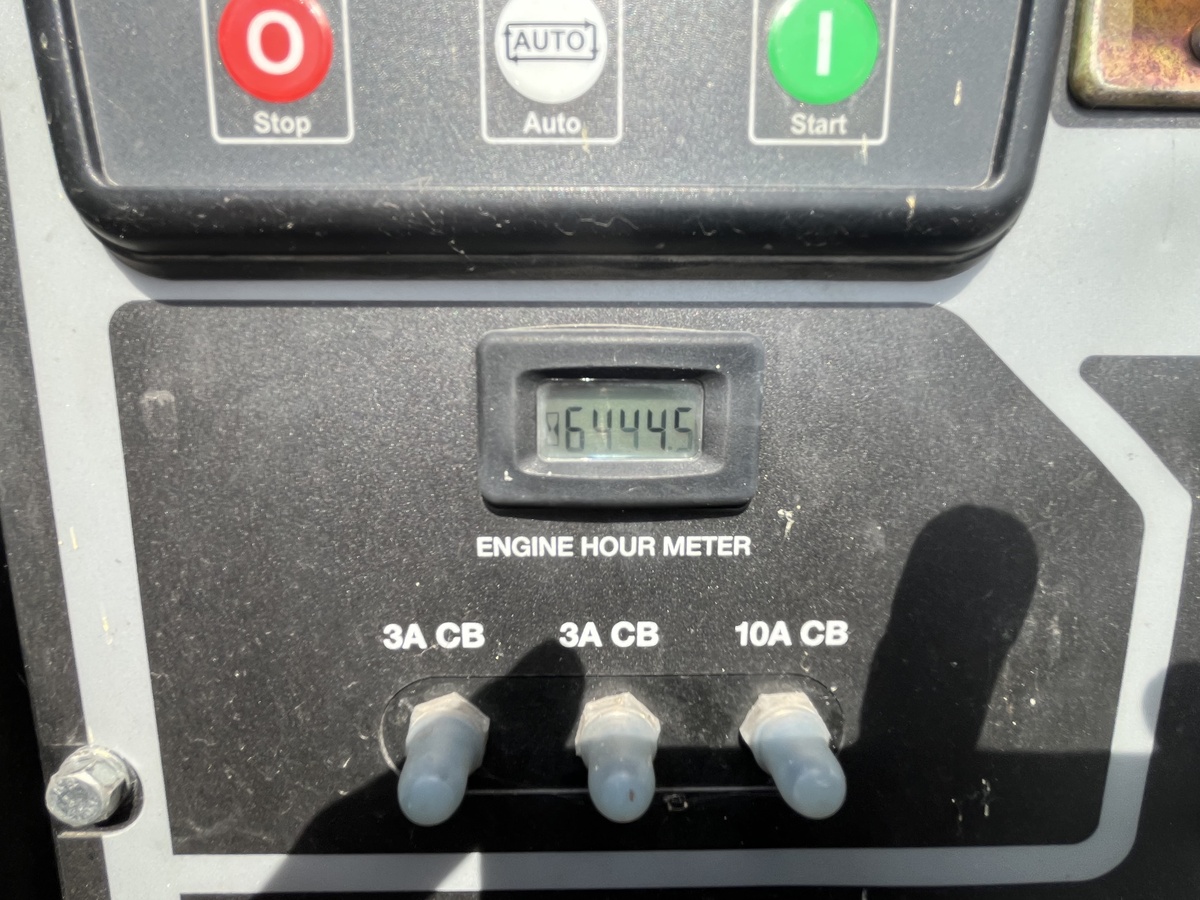 O
AUTO
I
Stop
Auto
Start
6444.5
ENGINE HOUR METER
3A CB
3A CB
10A CB